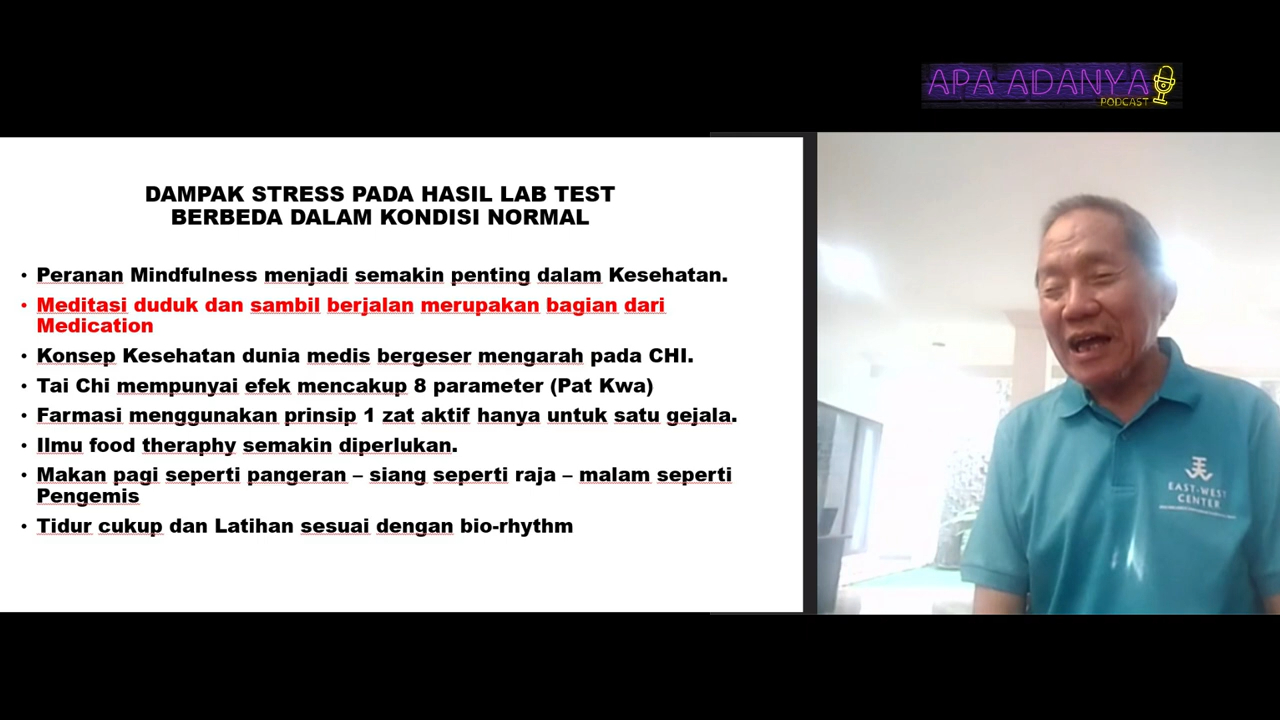 APA ADANYA
PODCAST
DAMPAK STRESS PADA HASIL LAB TEST
BERBEDA DALAM KONDISI NORMAL
• Peranan Mindfulness menjadi semakin penting dalam Kesehatan.
• Meditasi duduk dan sambil berjalan merupakan bagian dari
Medication
• Konsep Kesehatan dunia medis bergeser mengarah pada CHI.
• Tai Chi mempunyai efek mencakup 8 parameter (Pat Kwa)
• Farmasi menggunakan prinsip 1 zat aktif hanya untuk satu gejala.
• Ilmu food theraphy semakin diperlukan.
• Makan pagi seperti pangeran – siang seperti raja – malam seperti
Pengemis
• Tidur cukup dan Latihan sesuai dengan bio-rhythm
EAST-WEST
CENTER